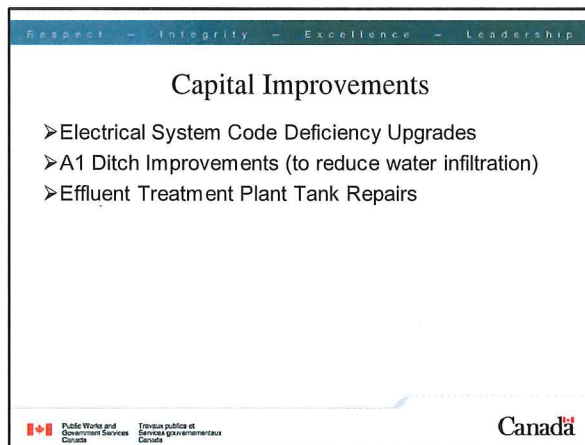 Respect – Integrity – Excellence – Leadership
Capital Improvements
➢Electrical System Code Deficiency Upgrades
➢A1 Ditch Improvements (to reduce water infiltration)
➢Effluent Treatment Plant Tank Repairs
Public Works and Travaux publics et
Government Services Services gouvernementaux
Canada Canada
Canada